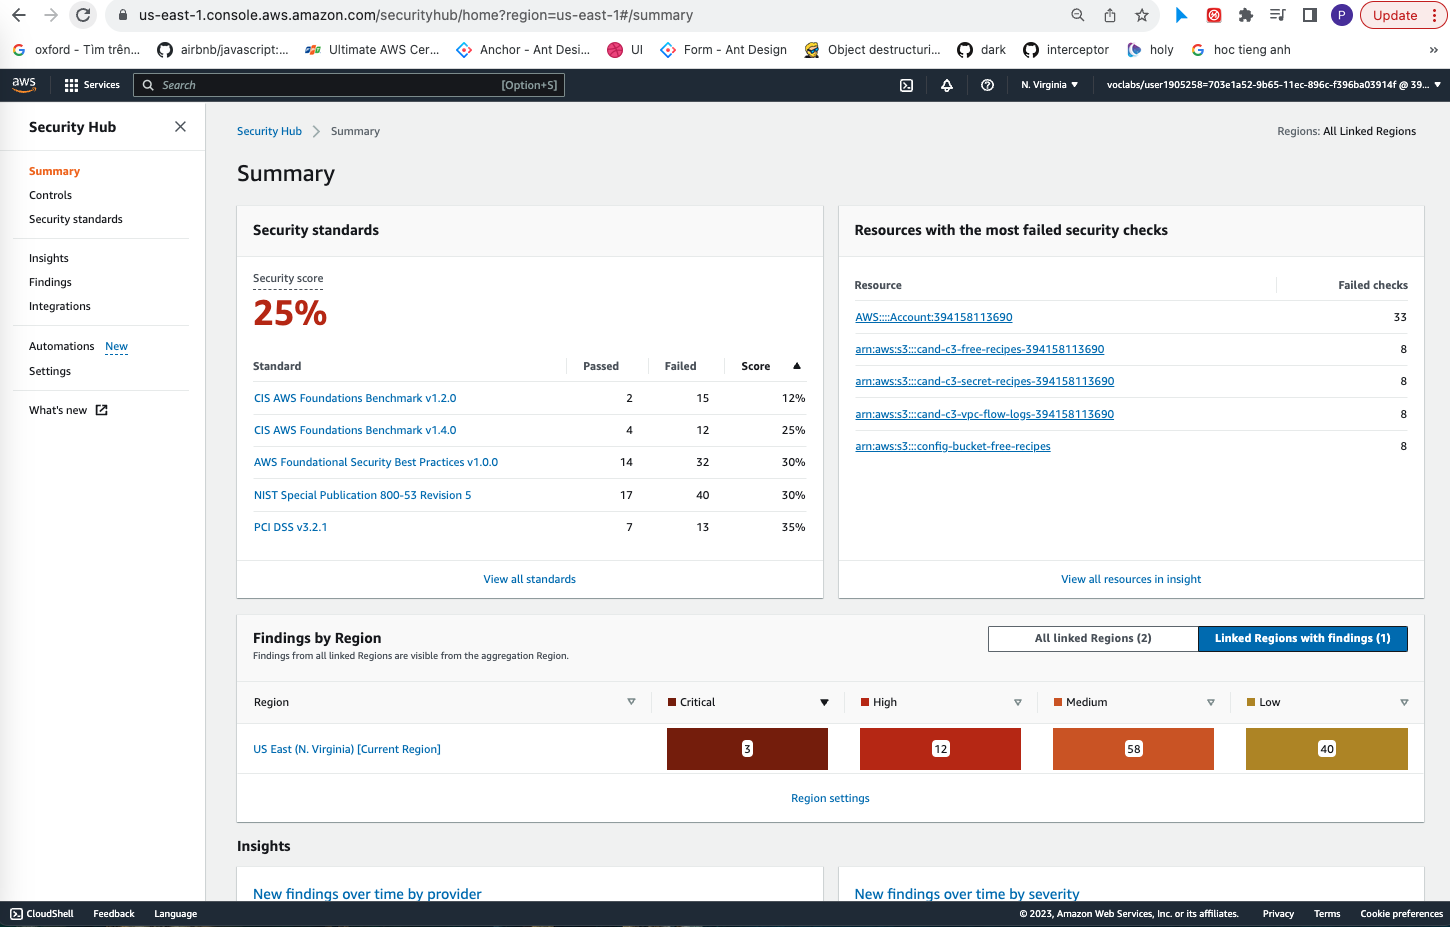 us-east-1.console.aws.amazon.com/securityhub/home?region=us-east-1#/summary
P
Update
oxford - Tìm trên...
airbnb/javascript:...
Ultimate AWS Cer...
Anchor - Ant Desi...
UI
Form - Ant Design
Object destructuri...
dark
interceptor
holy
hoc tieng anh
»
aws
Services
Search
[Option+S]
N. Virginia
voclabs/user1905258=703e1a52-9b65-11ec-896c-f396ba03914f @ 39...
Security Hub
Summary
Controls
Security standards
Insights
Findings
Integrations
Automations New
Settings
What's new
Security Hub > Summary
Regions: All Linked Regions
Summary
Security standards
Security score
25%
Standard Passed Failed Score
CIS AWS Foundations Benchmark v1.2.0 2 15 12%
CIS AWS Foundations Benchmark v1.4.0 4 12 25%
AWS Foundational Security Best Practices v1.0.0 14 32 30%
NIST Special Publication 800-53 Revision 5 17 40 30%
PCI DSS v3.2.1 7 13 35%
View all standards
Resources with the most failed security checks
Resource Failed checks
AWS::::Account:394158113690 33
arn:aws:s3:::cand-c3-free-recipes-394158113690 8
arn:aws:s3:::cand-c3-secret-recipes-394158113690 8
arn:aws:s3:::cand-c3-vpc-flow-logs-394158113690 8
arn:aws:s3:::config-bucket-free-recipes 8
View all resources in insight
Findings by Region
Findings from all linked Regions are visible from the aggregation Region.
All linked Regions (2)
Linked Regions with findings (1)
Region Critical High Medium Low
US East (N. Virginia) [Current Region] 3 12 58 40
Region settings
Insights
New findings over time by provider
New findings over time by severity
CloudShell
Feedback
Language
© 2023, Amazon Web Services, Inc. or its affiliates.
Privacy
Terms
Cookie preferences